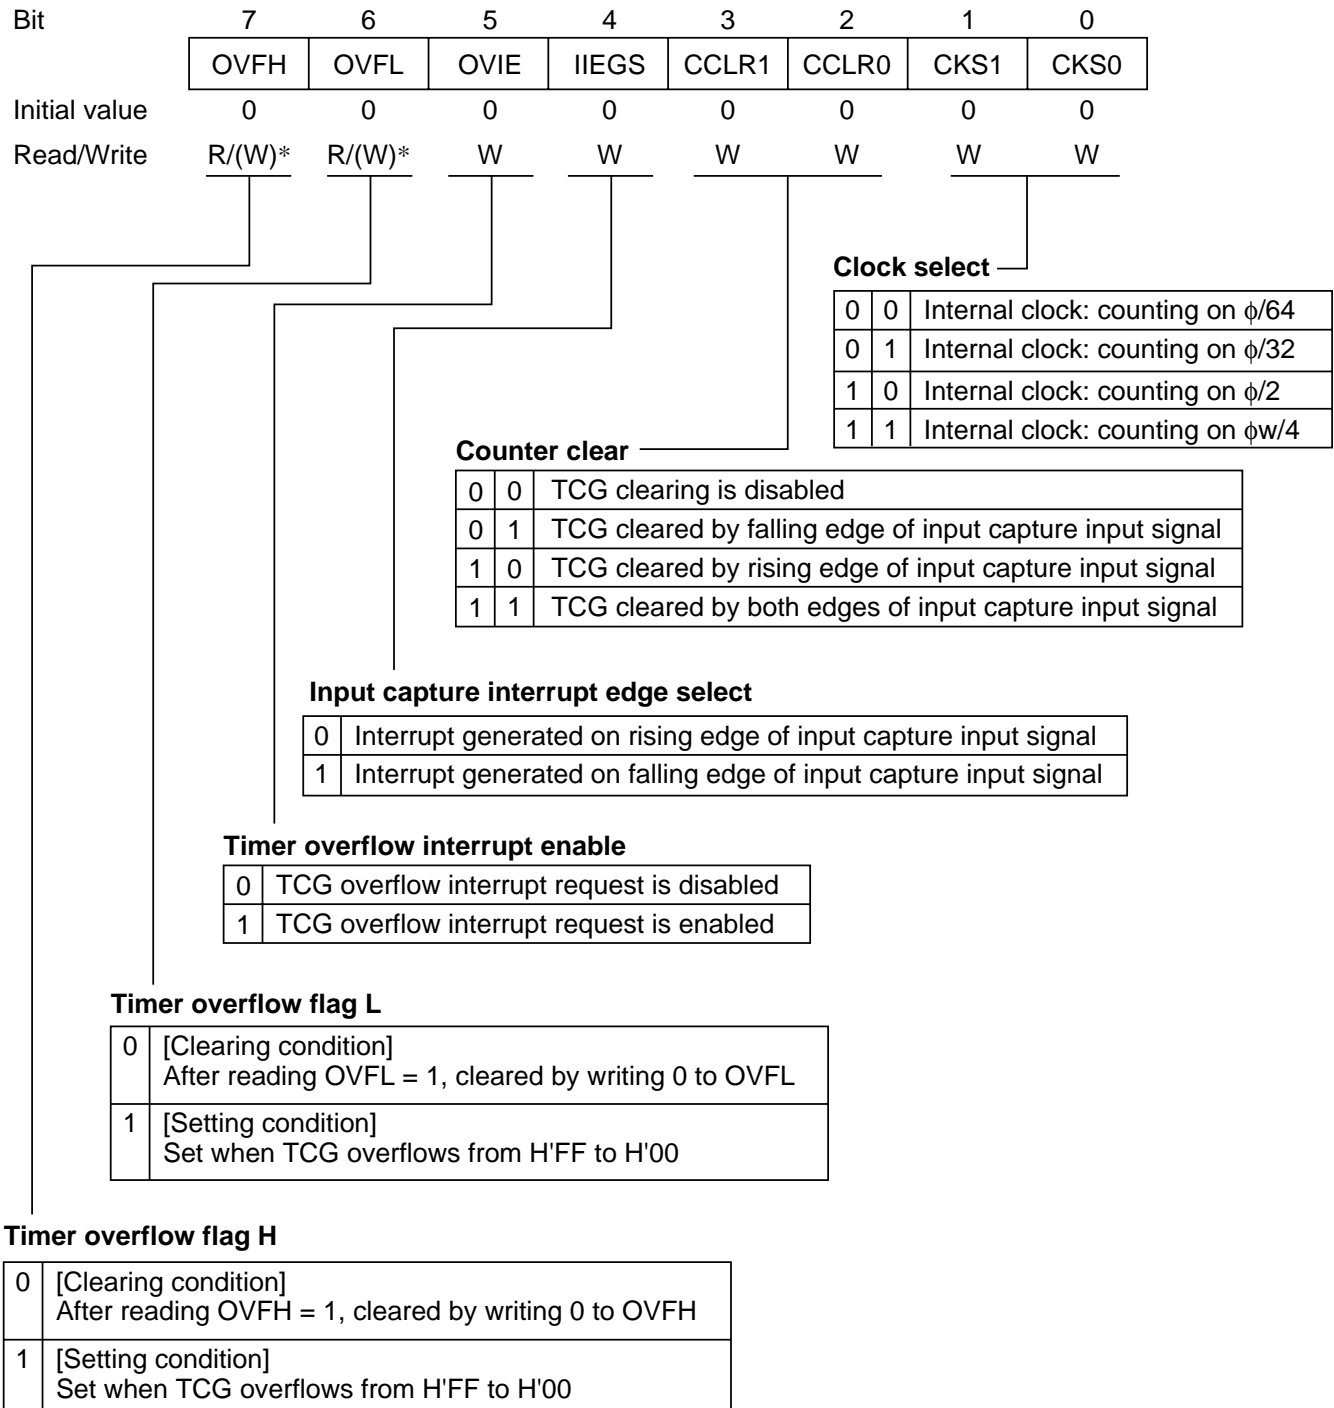 Bit 7 6 5 4 3 2 1 0
OVFH OVFL OVIE IIEGS CCLR1 CCLR0 CKS1 CKS0
Initial value 0 0 0 0 0 0 0 0
Read/Write R/(W)* R/(W)* W W W W W W
Clock select
0 0 Internal clock: counting on ϕ/64
0 1 Internal clock: counting on ϕ/32
1 0 Internal clock: counting on ϕ/2
1 1 Internal clock: counting on ϕw/4
Counter clear
0 0 TCG clearing is disabled
0 1 TCG cleared by falling edge of input capture input signal
1 0 TCG cleared by rising edge of input capture input signal
1 1 TCG cleared by both edges of input capture input signal
Input capture interrupt edge select
0 Interrupt generated on rising edge of input capture input signal
1 Interrupt generated on falling edge of input capture input signal
Timer overflow interrupt enable
0 TCG overflow interrupt request is disabled
1 TCG overflow interrupt request is enabled
Timer overflow flag L
0 [Clearing condition]
After reading OVFL = 1, cleared by writing 0 to OVFL
1 [Setting condition]
Set when TCG overflows from H'FF to H'00
Timer overflow flag H
0 [Clearing condition]
After reading OVFH = 1, cleared by writing 0 to OVFH
1 [Setting condition]
Set when TCG overflows from H'FF to H'00